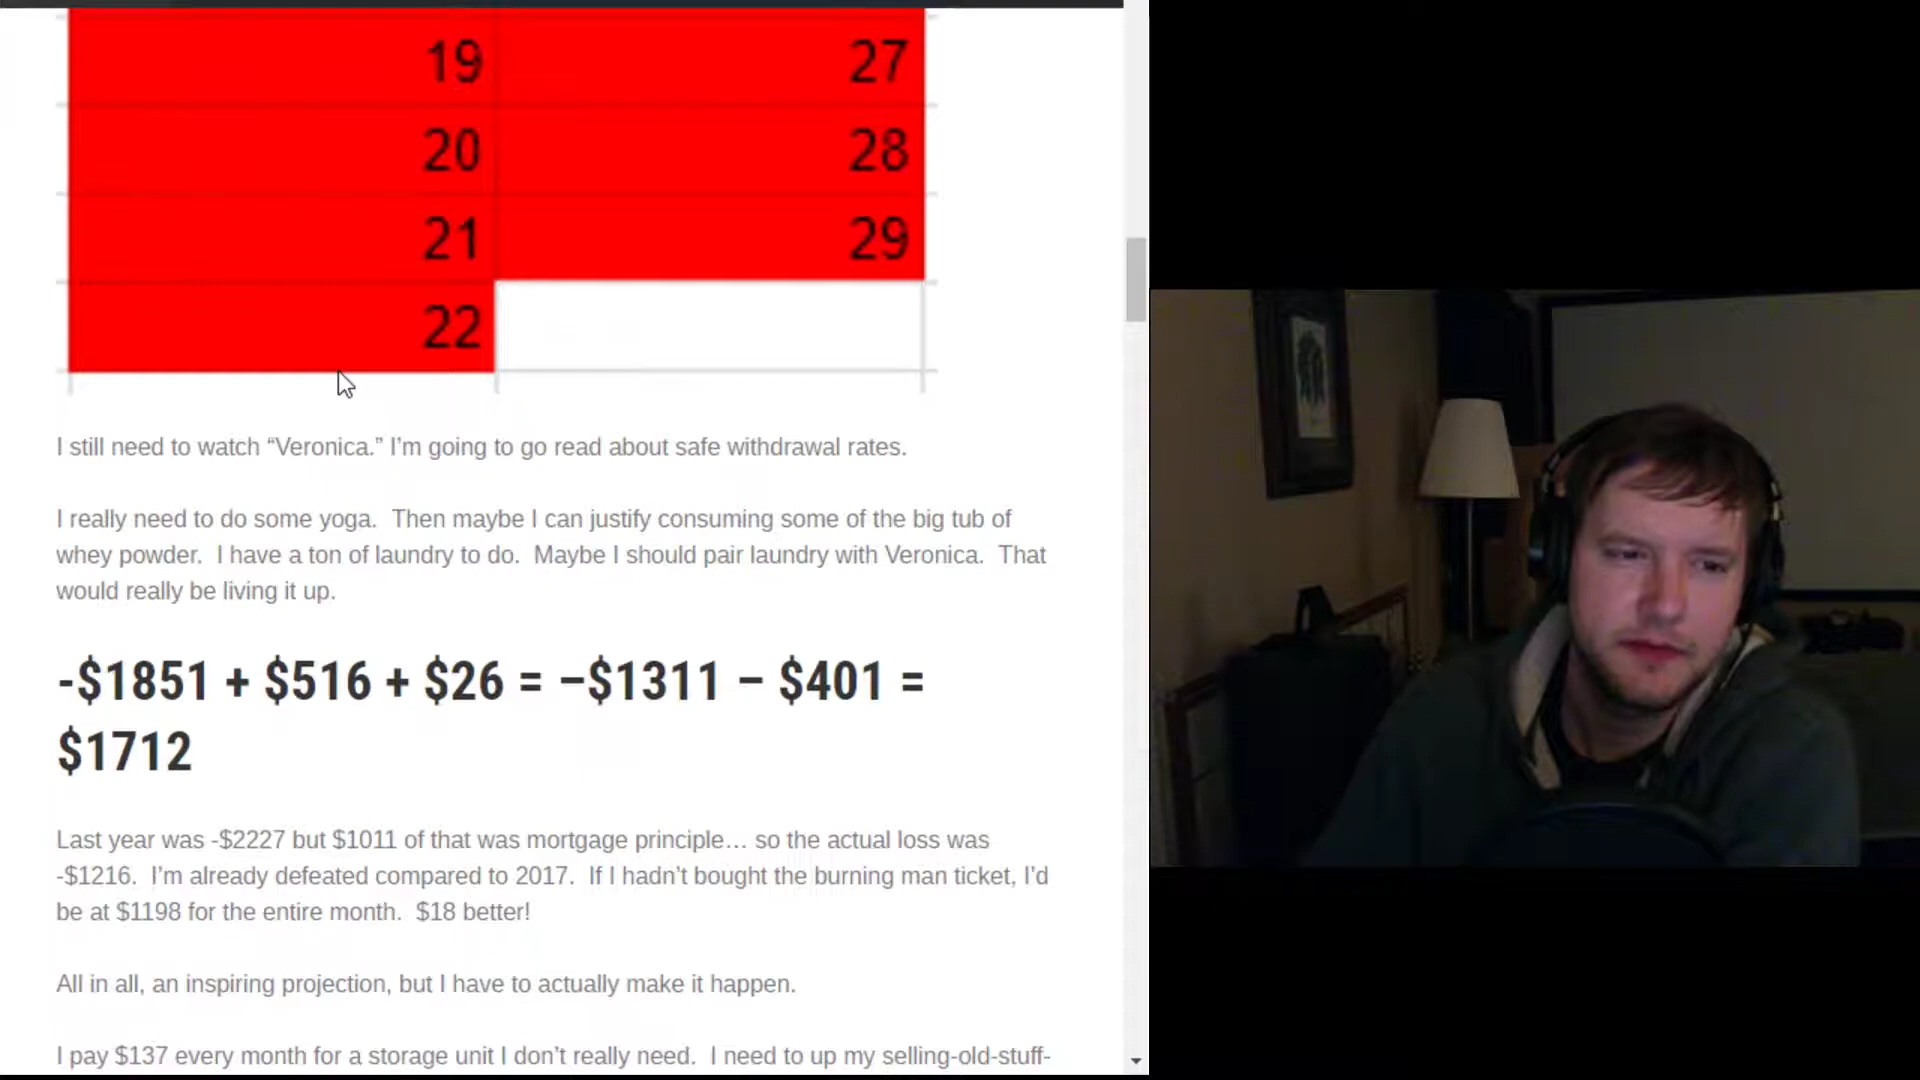 19 27
20 28
21 29
22
I still need to watch “Veronica.” I’m going to go read about safe withdrawal rates.
I really need to do some yoga.  Then maybe I can justify consuming some of the big tub of
whey powder.  I have a ton of laundry to do.  Maybe I should pair laundry with Veronica.  That
would really be living it up.
-$1851 + $516 + $26 = –$1311 – $401 =
$1712
Last year was -$2227 but $1011 of that was mortgage principle… so the actual loss was
-$1216.  I’m already defeated compared to 2017.  If I hadn’t bought the burning man ticket, I’d
be at $1198 for the entire month.  $18 better!
All in all, an inspiring projection, but I have to actually make it happen.
I pay $137 every month for a storage unit I don’t really need.  I need to up my selling-old-stuff-